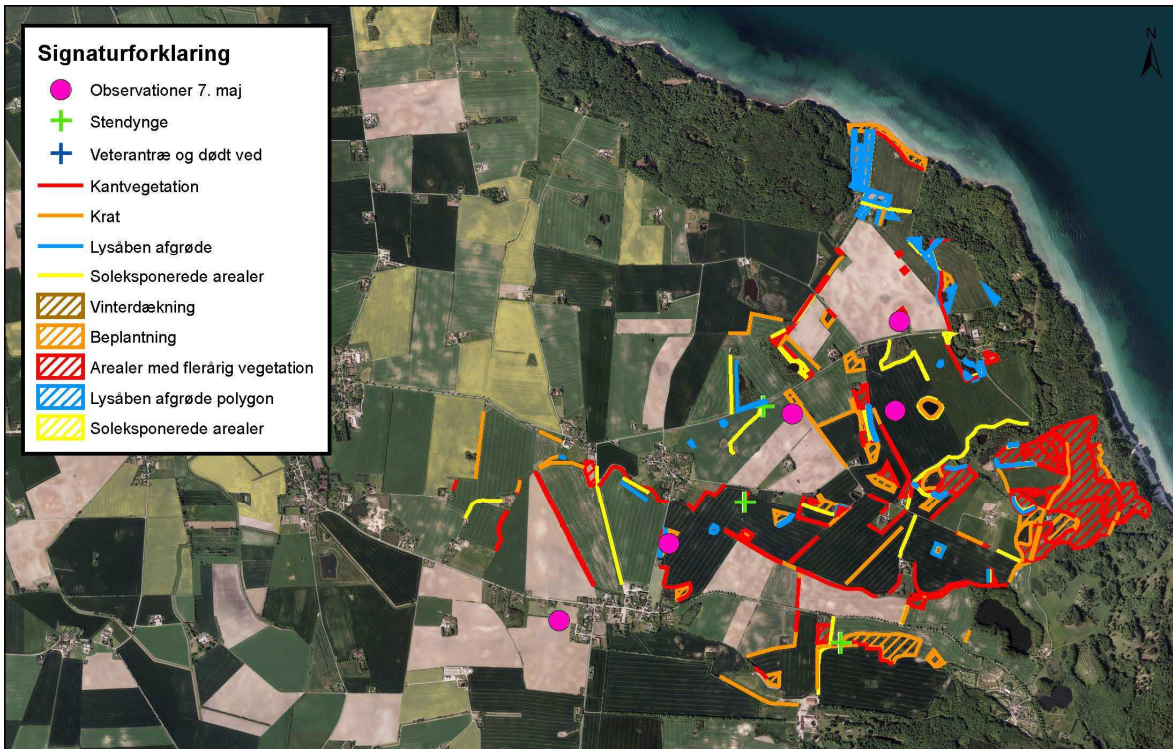 Signaturforklaring
Observationer 7. maj
Stendynge
Veterantræ og dødt ved
Kantvegetation
Krat
Lysåben afgrøde
Soleksponerede arealer
Vinterdækning
Beplantning
Arealer med flerårig vegetation
Lysåben afgrøde polygon
Soleksponerede arealer
N